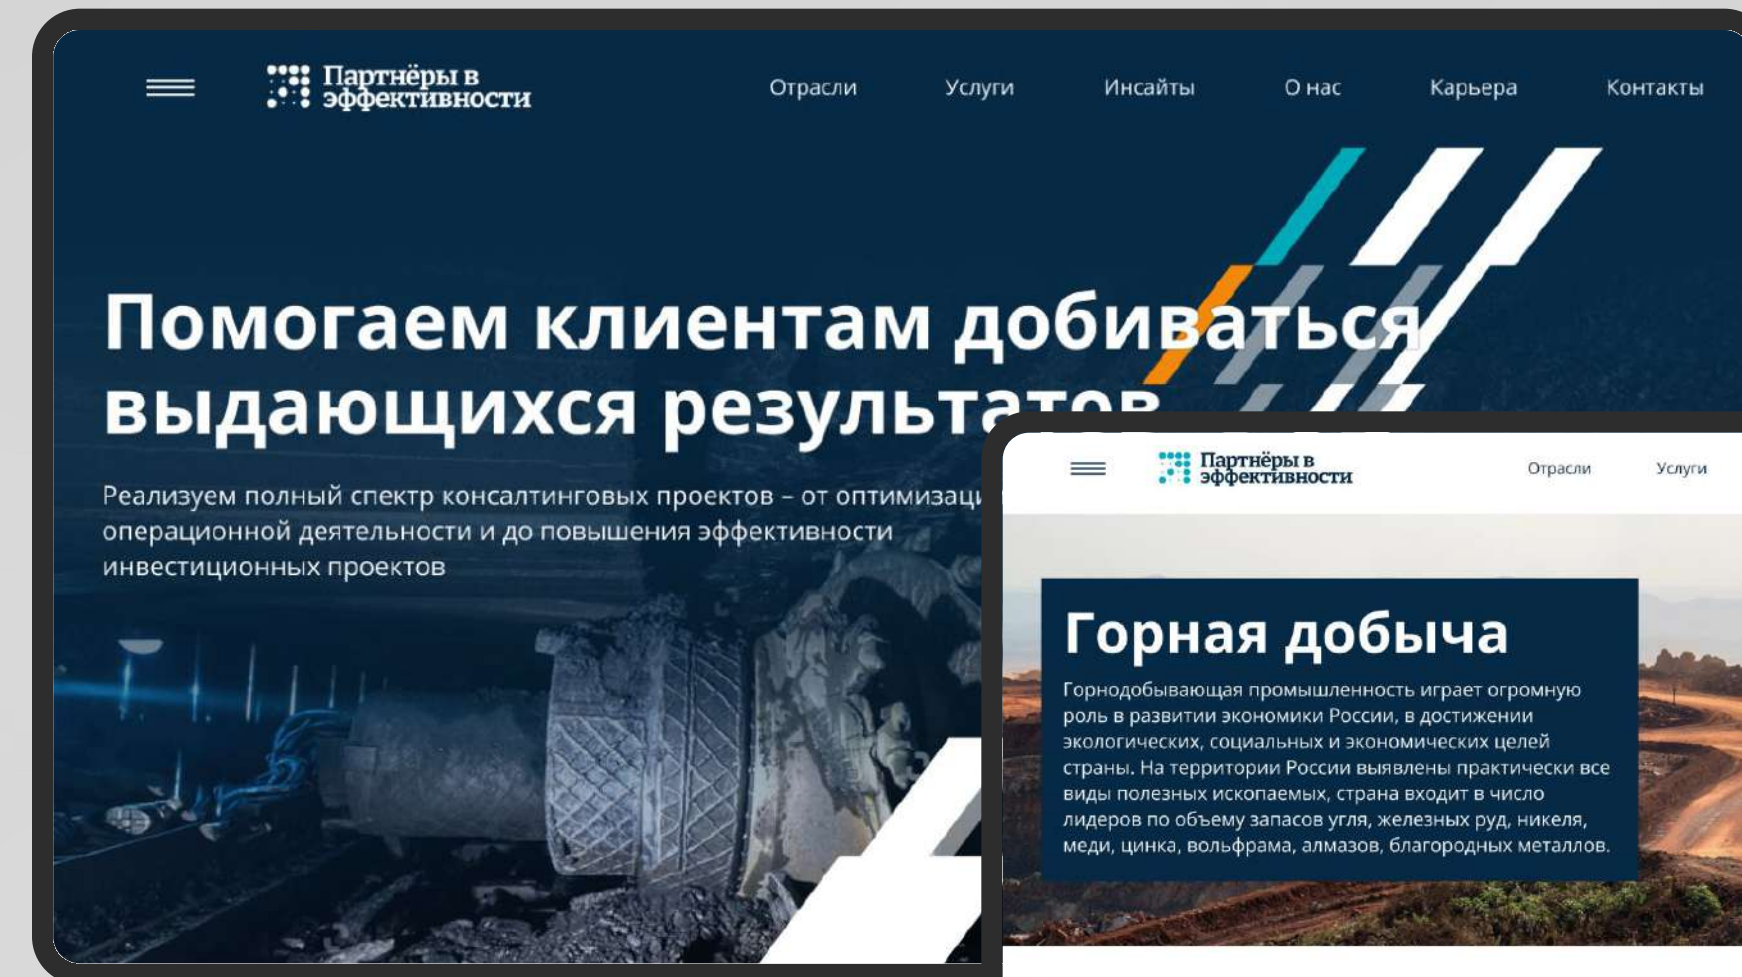 Партнёры в
эффективности
Отрасли
Услуги
Инсайты
О нас
Карьера
Контакты
Помогаем клиентам добиваться
выдающихся результатов
Реализуем полный спектр консалтинговых проектов – от
операционной деятельности и до повышения эффективности
инвестиционных проектов
Партнёры в
эффективности
Отрасли
Услуги
Горная добыча
Горнодобывающая промышленность играет огромную
роль в развитии экономики России, в достижении
экологических, социальных и экономических целей
страны. На территории России выявлены практически все
виды полезных ископаемых, страна входит в число
лидеров по объему запасов угля, железных руд, никеля,
меди, цинка, вольфрама, алмазов, благородных металлов.